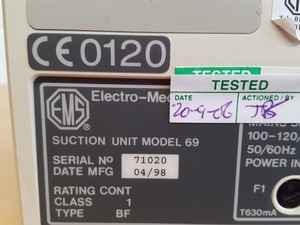 CE 0120
TESTED
TESTED
DATE ACTIONED/BY
20-9-06
EMS
Electro-Med
SUCTION UNIT MODEL 69
SERIAL Nº 71020
DATE MFG 04/98
RATING CONT
CLASS 1
TYPE BF
100-120/
50/60Hz
POWER IN
F1
T630mA